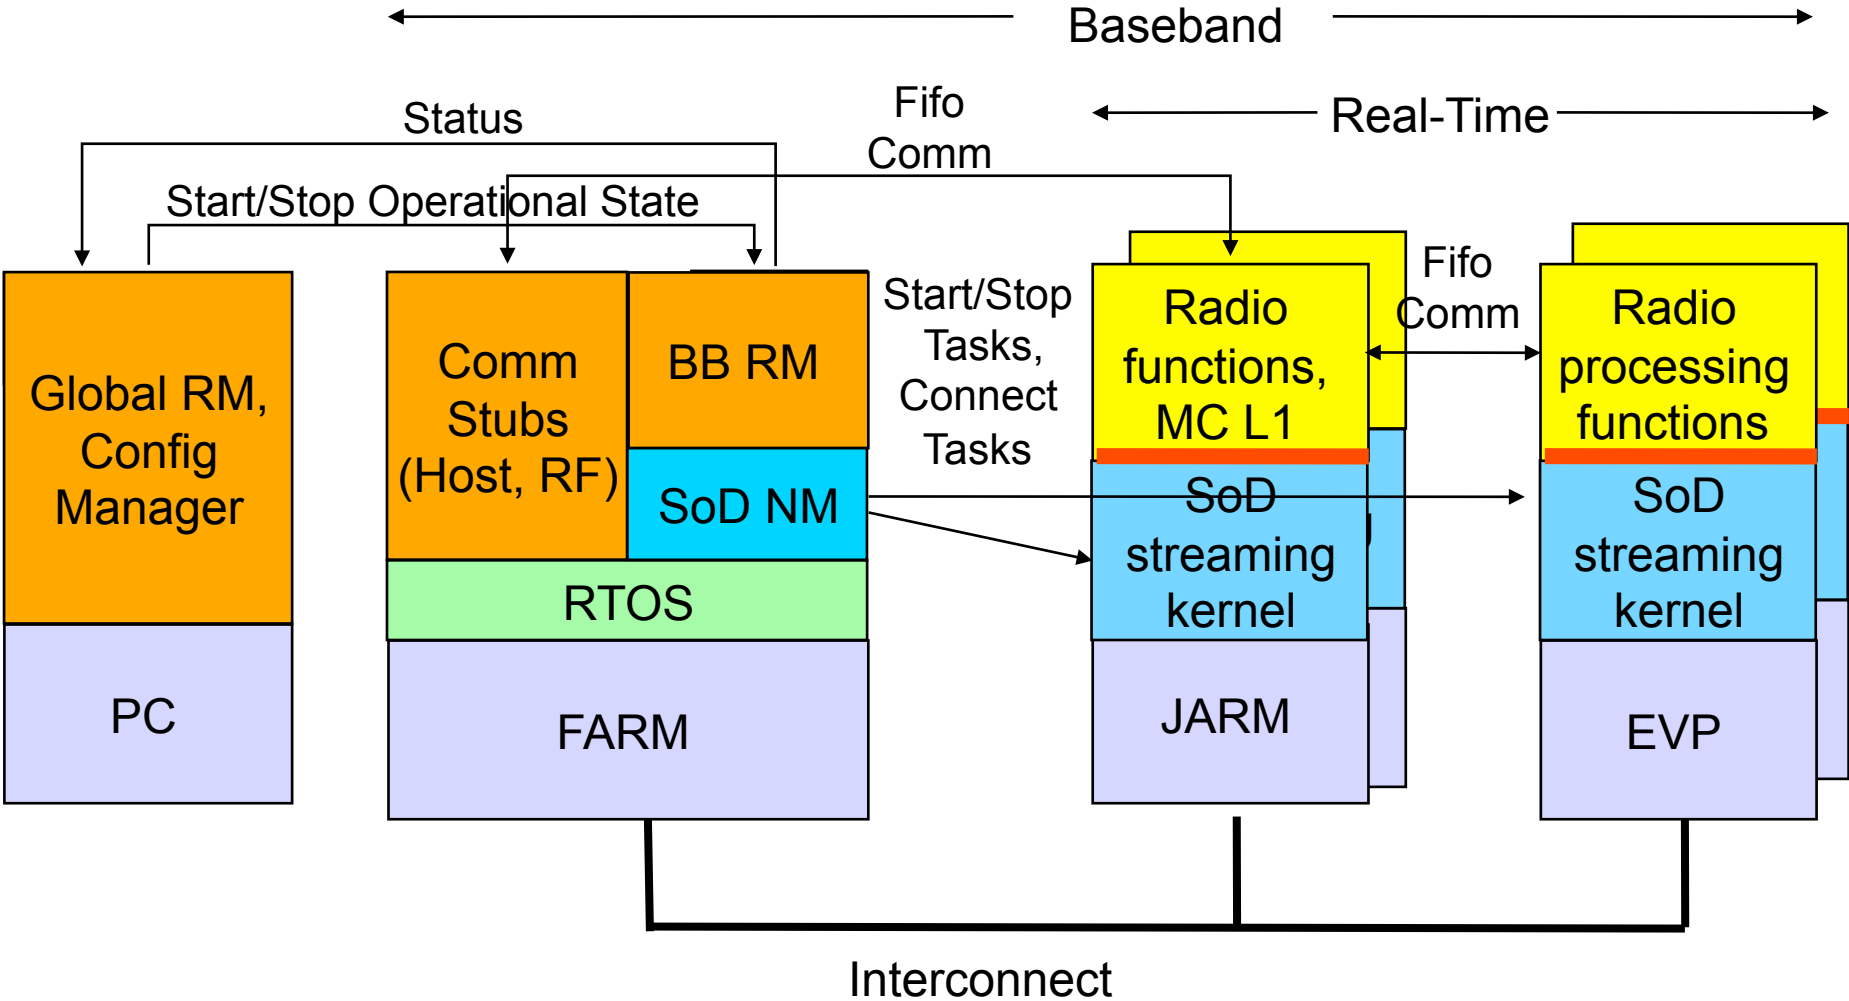 Baseband
Real-Time
Status
Fifo
Comm
Start/Stop Operational State
Global RM,
Config
Manager
PC
Comm
Stubs
(Host, RF)
BB RM
SoD NM
RTOS
FARM
Start/Stop
Tasks,
Connect
Tasks
Radio
functions,
MC L1
SoD
streaming
kernel
JARM
Fifo
Comm
Radio
processing
functions
SoD
streaming
kernel
EVP
Interconnect